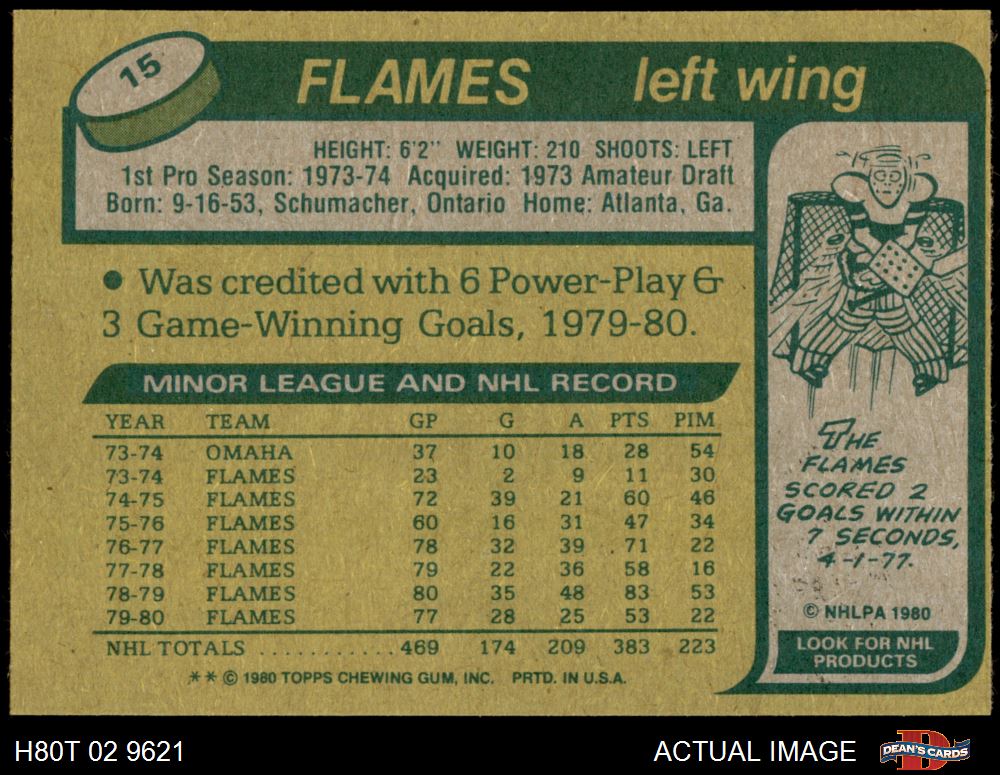 15
FLAMES left wing
HEIGHT: 6'2" WEIGHT: 210 SHOOTS: LEFT
1st Pro Season: 1973-74 Acquired: 1973 Amateur Draft
Born: 9-16-53, Schumacher, Ontario Home: Atlanta, Ga.
• Was credited with 6 Power-Play &
3 Game-Winning Goals, 1979-80.
MINOR LEAGUE AND NHL RECORD
YEAR TEAM GP G A PTS PIM
73-74 OMAHA 37 10 18 28 54
73-74 FLAMES 23 2 9 11 30
74-75 FLAMES 72 39 21 60 46
75-76 FLAMES 60 16 31 47 34
76-77 FLAMES 78 32 39 71 22
77-78 FLAMES 79 22 36 58 16
78-79 FLAMES 80 35 48 83 53
79-80 FLAMES 77 28 25 53 22
NHL TOTALS ........... 469 174 209 383 223
** © 1980 TOPPS CHEWING GUM, INC. PRTD. IN U.S.A.
THE
FLAMES
SCORED 2
GOALS WITHIN
7 SECONDS,
4-1-77.
© NHLPA 1980
LOOK FOR NHL
PRODUCTS
H80T 02 9621 ACTUAL IMAGE
DEAN'S CARDS